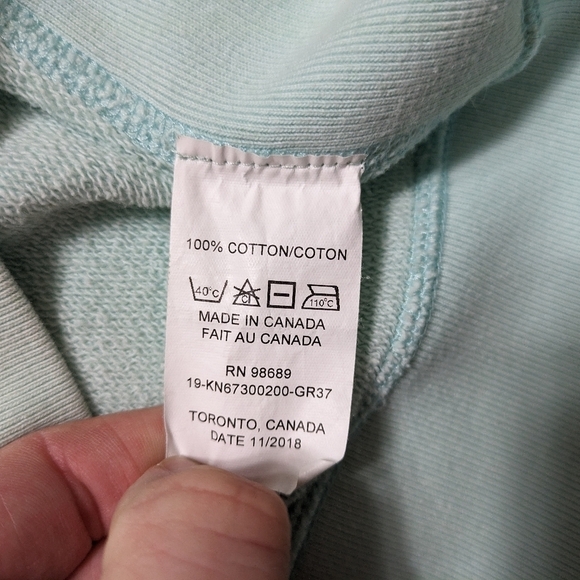 100% COTTON/COTON
40°C CL 110°C
MADE IN CANADA
FAIT AU CANADA
RN 98689
19-KN67300200-GR37
TORONTO, CANADA
DATE 11/2018